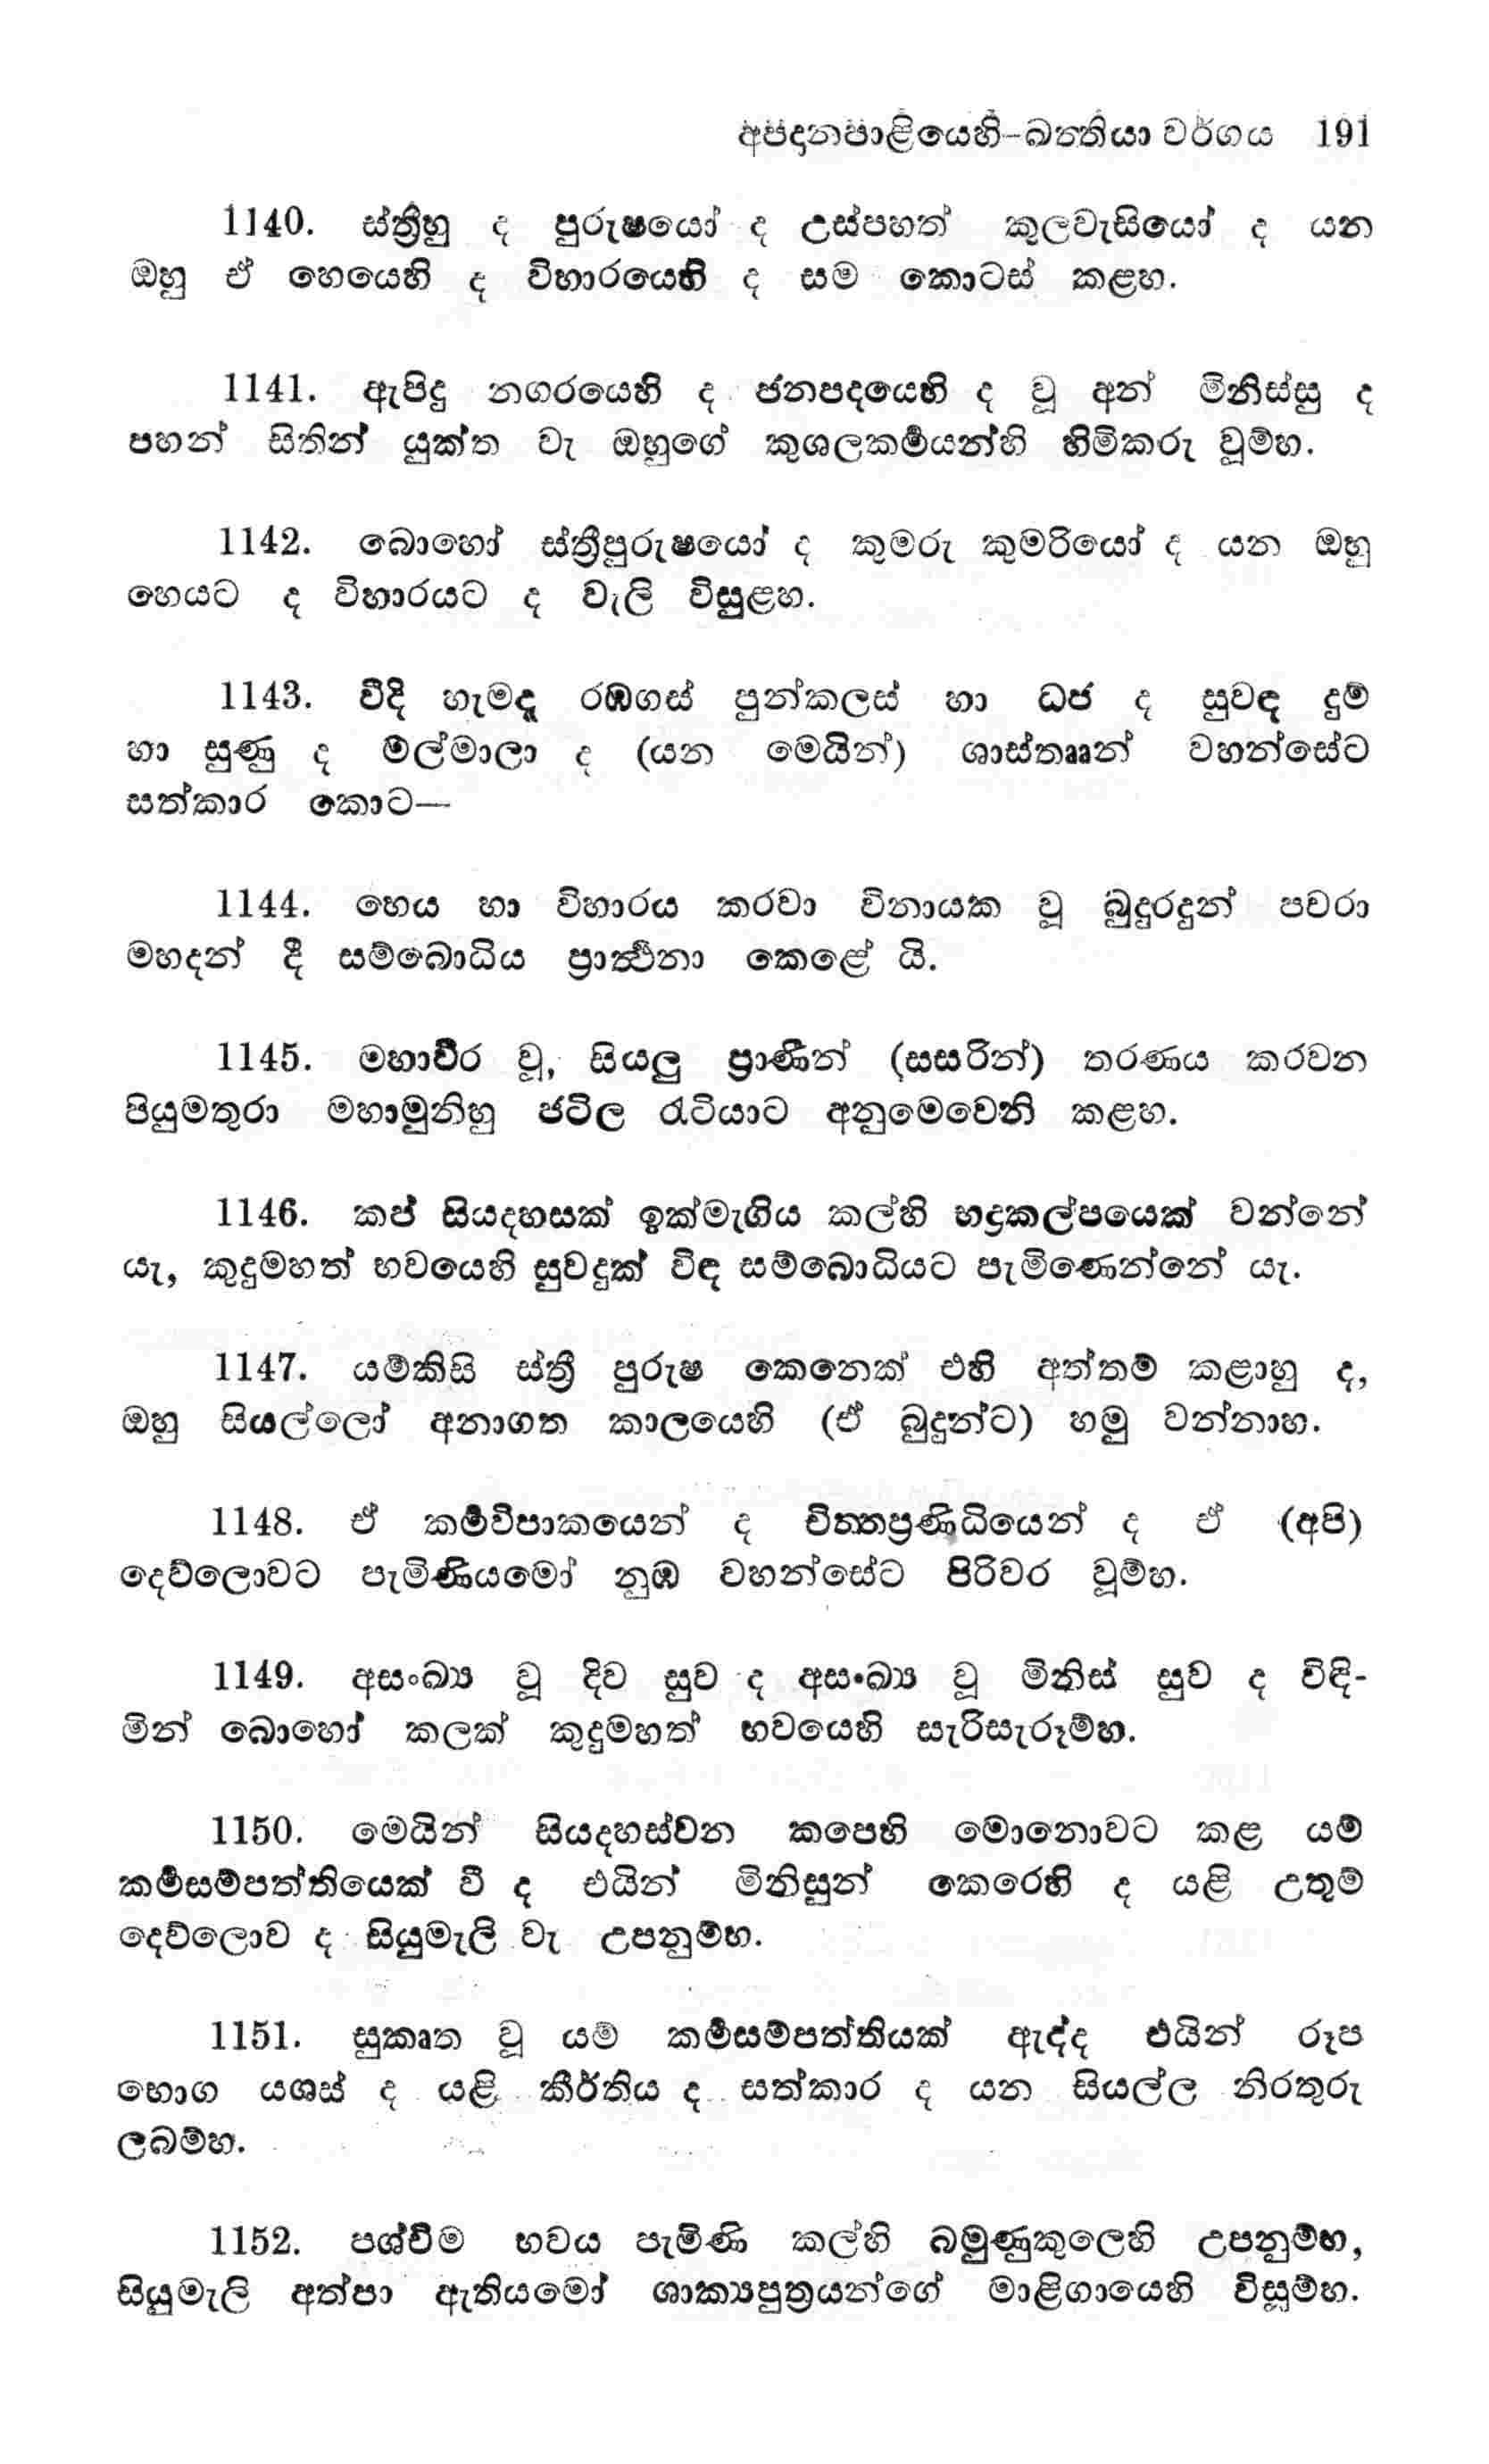 අපදානපාළියෙහි-ඛත්තියා වර්ගය 191
1140. ස්ත්‍රීහු ද පුරුෂයෝ ද උස්පහත් කුලවැසියෝ ද යන
ඔහු ඒ හෙයෙහි ද විහාරයෙහි ද සම කොටස් කළහ.
1141. ඇපිදු නගරයෙහි ද ජනපදයෙහි ද වූ අන් මිනිස්සු ද
පහන් සිතින් යුක්ත වැ ඔහුගේ කුශලකර්‍මයන්හි හිමිකරු වූම්හ.
1142. බොහෝ ස්ත්‍රීපුරුෂයෝ ද කුමරු කුමරියෝ ද යන ඔහු
හෙයට ද විහාරයට ද වැලි විසුළහ.
1143. වීදි හැමදූ රඹගස් පුන්කලස් හා ධජ ද සුවඳ දුම්
හා සුණු ද මල්මාලා ද (යන මෙයින්) ශාස්තෲන් වහන්සේට
සත්කාර කොට—
1144. හෙය හා විහාරය කරවා විනායක වූ බුදුරදුන් පවරා
මහදන් දී සම්බොධිය ප්‍රාර්‍ත්‍ථනා කෙළේ යි.
1145. මහාවීර වූ, සියලු ප්‍රාණීන් (සසරින්) තරණය කරවන
පියුමතුරා මහාමුනිහු ජටිල රැටියාට අනුමෙවෙනි කළහ.
1146. කප් සියදහසක් ඉක්මැගිය කල්හි භද්‍රකල්පයෙක් වන්නේ
යැ, කුදුමහත් භවයෙහි සුවදුක් විඳ සම්බොධියට පැමිණෙන්නේ යැ.
1147. යම්කිසි ස්ත්‍රී පුරුෂ කෙනෙක් එහි අත්තම් කළාහු ද,
ඔහු සියල්ලෝ අනාගත කාලයෙහි (ඒ බුදුන්ට) හමු වන්නාහ.
1148. ඒ කර්‍මවිපාකයෙන් ද චිත්තප්‍රණිධියෙන් ද ඒ (අපි)
දෙව්ලොවට පැමිණියමෝ නුඹ වහන්සේට පිරිවර වූම්හ.
1149. අසංඛ්‍ය වූ දිව සුව ද අසංඛ්‍ය වූ මිනිස් සුව ද විඳි-
මින් බොහෝ කලක් කුදුමහත් භවයෙහි සැරිසැරූම්හ.
1150. මෙයින් සියදහස්වන කපෙහි මොනොවට කළ යම්
කර්‍මසම්පත්තියෙක් වී ද එයින් මිනිසුන් කෙරෙහි ද යළි උතුම්
දෙව්ලොව ද සියුමැලි වැ උපනුම්හ.
1151. සුකෘත වූ යම් කර්‍මසම්පත්තියක් ඇද්ද එයින් රූප
භොග යශස් ද යළි කීර්තිය ද සත්කාර ද යන සියල්ල නිරතුරු
ලබම්හ.
1152. පශ්චිම භවය පැමිණි කල්හි බමුණුකුලෙහි උපනුම්හ,
සියුමැලි අත්පා ඇතියමෝ ශාක්‍යපුත්‍රයන්ගේ මාළිගායෙහි විසුම්හ.